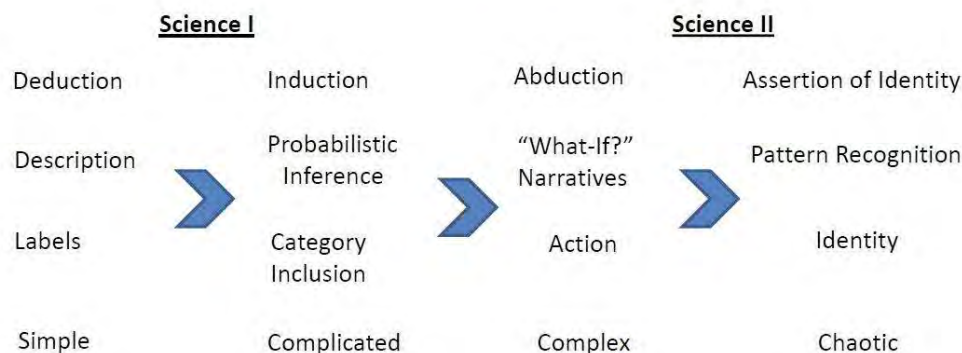 Science I
Science II
Deduction
Induction
Abduction
Assertion of Identity
Description
Probabilistic
Inference
“What-If?”
Narratives
Pattern Recognition
Labels
Category
Inclusion
Action
Identity
Simple
Complicated
Complex
Chaotic